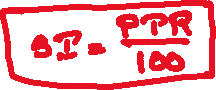 SI = PTR/100